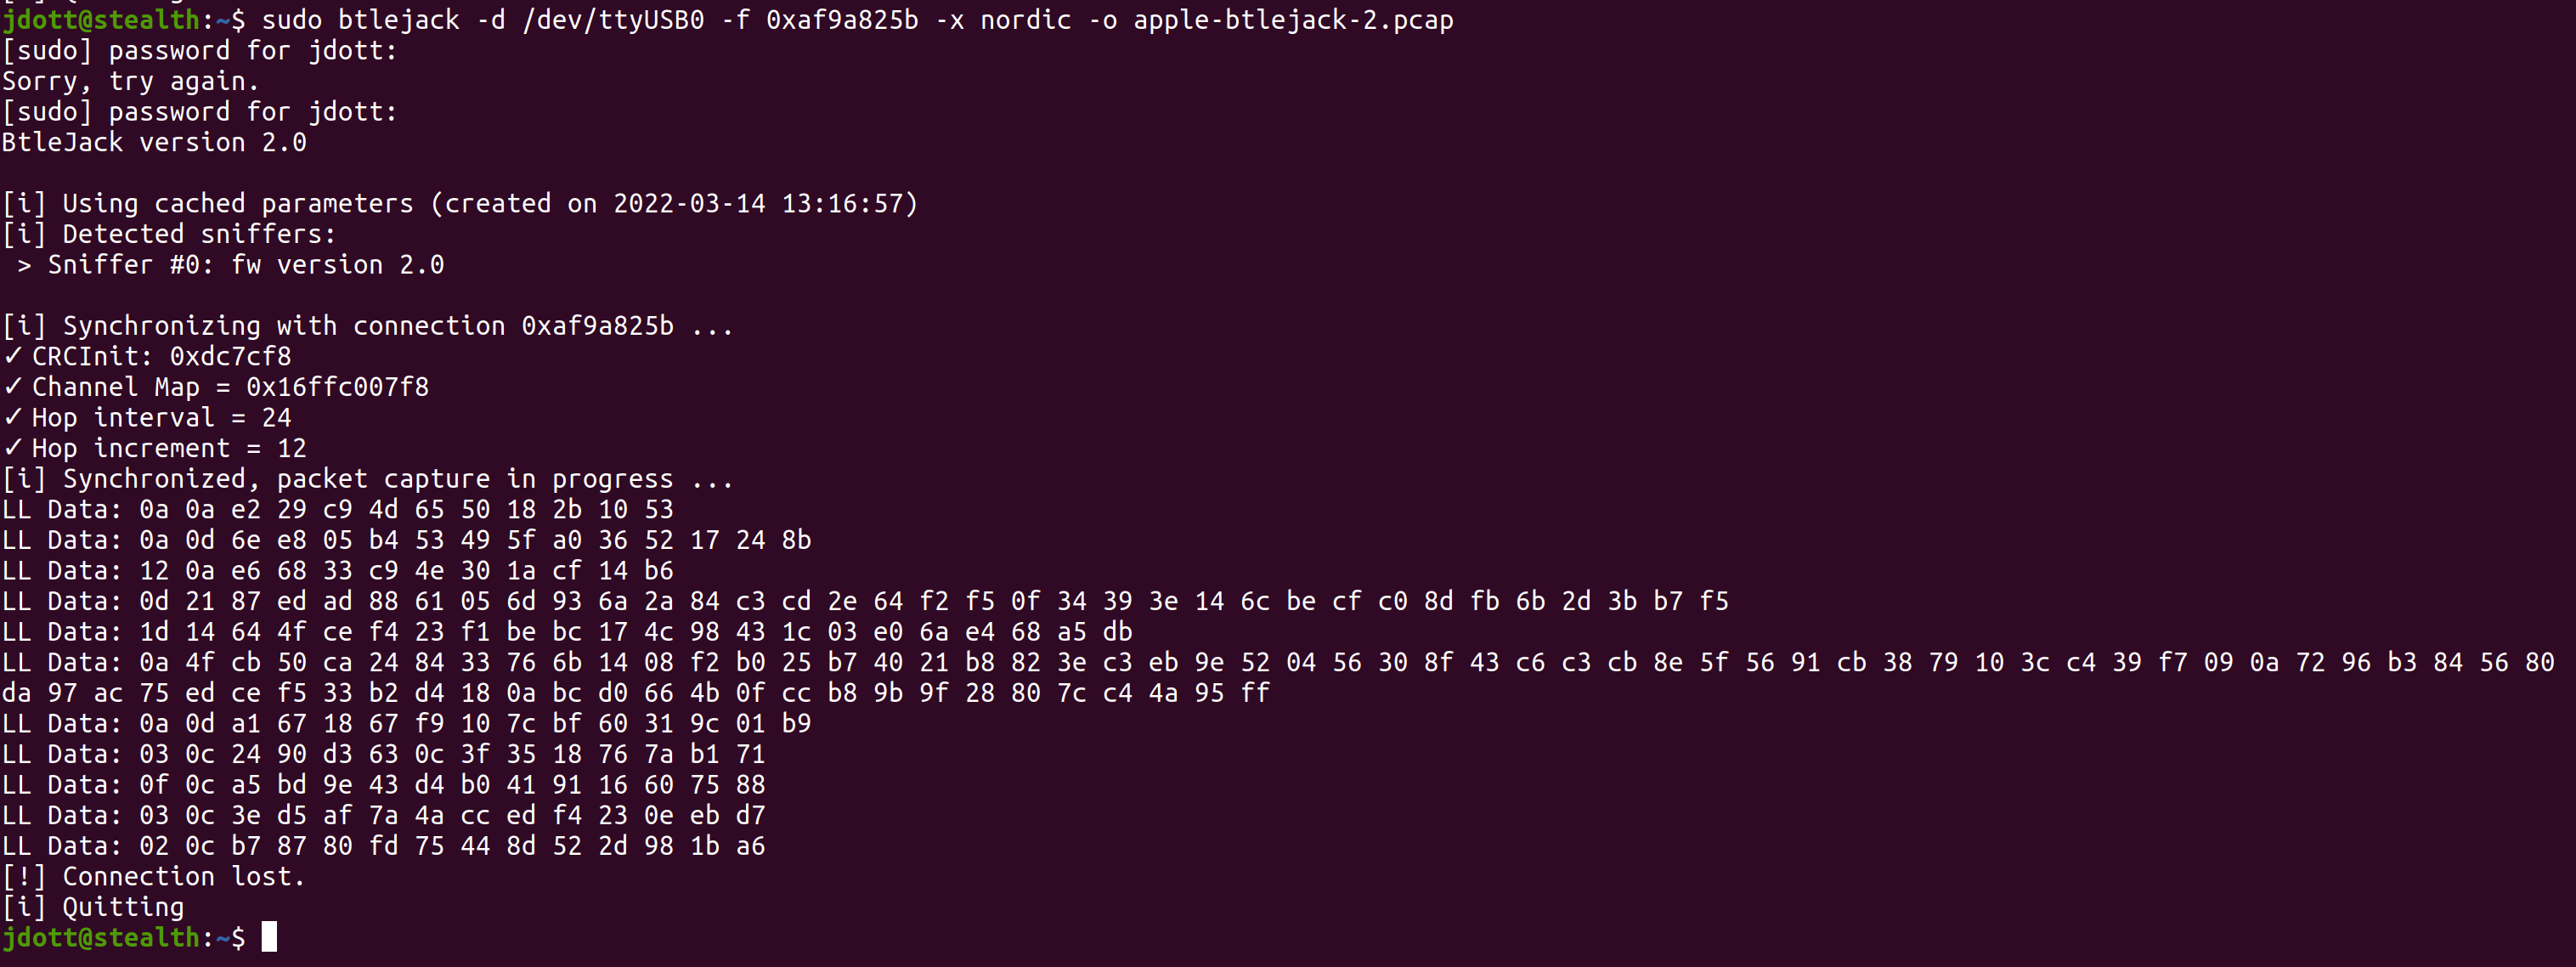 jdott@stealth:~$ sudo btlejack -d /dev/ttyUSB0 -f 0xaf9a825b -x nordic -o apple-btlejack-2.pcap
[sudo] password for jdott:
Sorry, try again.
[sudo] password for jdott:
BtleJack version 2.0
[i] Using cached parameters (created on 2022-03-14 13:16:57)
[i] Detected sniffers:
 > Sniffer #0: fw version 2.0
[i] Synchronizing with connection 0xaf9a825b ...
✓ CRCInit: 0xdc7cf8
✓ Channel Map = 0x16ffc007f8
✓ Hop interval = 24
✓ Hop increment = 12
[i] Synchronized, packet capture in progress ...
LL Data: 0a 0a e2 29 c9 4d 65 50 18 2b 10 53
LL Data: 0a 0d 6e e8 05 b4 53 49 5f a0 36 52 17 24 8b
LL Data: 12 0a e6 68 33 c9 4e 30 1a cf 14 b6
LL Data: 0d 21 87 ed ad 88 61 05 6d 93 6a 2a 84 c3 cd 2e 64 f2 f5 0f 34 39 3e 14 6c be cf c0 8d fb 6b 2d 3b b7 f5
LL Data: 1d 14 64 4f ce f4 23 f1 be bc 17 4c 98 43 1c 03 e0 6a e4 68 a5 db
LL Data: 0a 4f cb 50 ca 24 84 33 76 6b 14 08 f2 b0 25 b7 40 21 b8 82 3e c3 eb 9e 52 04 56 30 8f 43 c6 c3 cb 8e 5f 56 91 cb 38 79 10 3c c4 39 f7 09 0a 72 96 b3 84 56 80
da 97 ac 75 ed ce f5 33 b2 d4 18 0a bc d0 66 4b 0f cc b8 9b 9f 28 80 7c c4 4a 95 ff
LL Data: 0a 0d a1 67 18 67 f9 10 7c bf 60 31 9c 01 b9
LL Data: 03 0c 24 90 d3 63 0c 3f 35 18 76 7a b1 71
LL Data: 0f 0c a5 bd 9e 43 d4 b0 41 91 16 60 75 88
LL Data: 03 0c 3e d5 af 7a 4a cc ed f4 23 0e eb d7
LL Data: 02 0c b7 87 80 fd 75 44 8d 52 2d 98 1b a6
[!] Connection lost.
[i] Quitting
jdott@stealth:~$